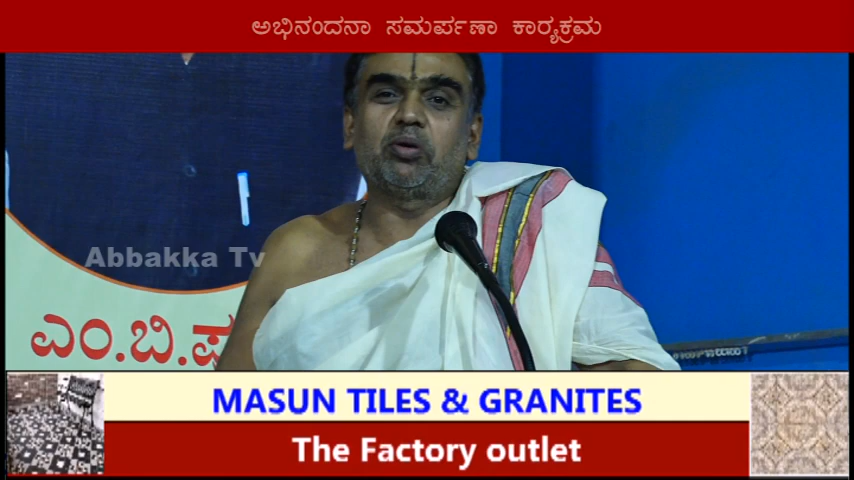 ಅಭಿನಂದನಾ ಸಮರ್ಪಣಾ ಕಾರ್‍ಯಕ್ರಮ
Abbakka Tv
ಎಂ.ಬಿ.
MASUN TILES & GRANITES
The Factory outlet